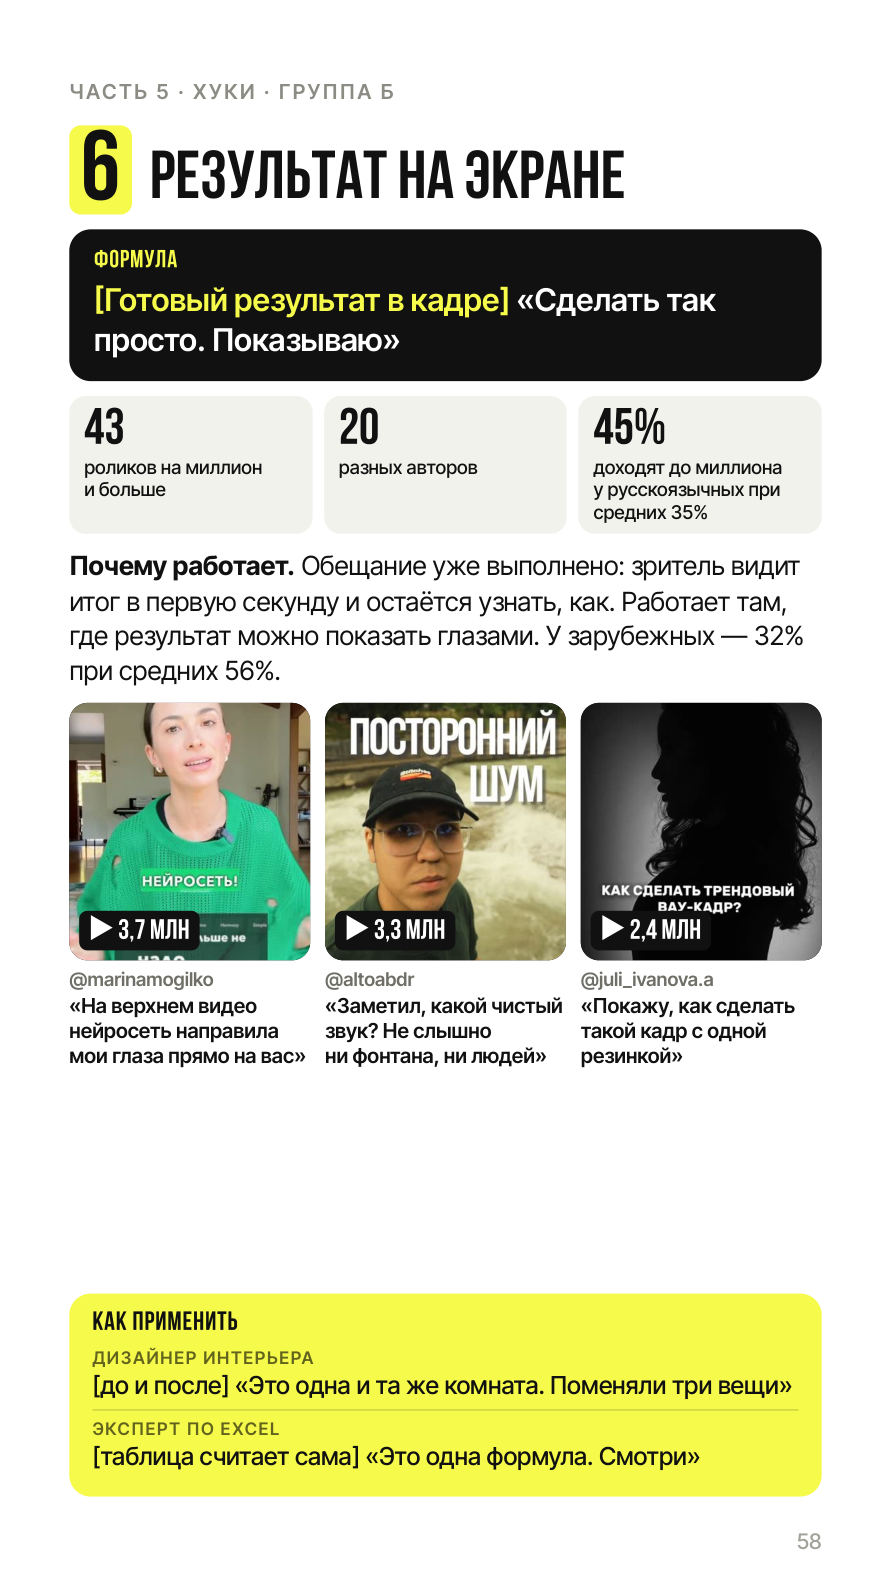 ЧАСТЬ 5 · ХУКИ · ГРУППА Б
6 РЕЗУЛЬТАТ НА ЭКРАНЕ
ФОРМУЛА
[Готовый результат в кадре] «Сделать так
просто. Показываю»
43
роликов на миллион
и больше
20
разных авторов
45%
доходят до миллиона
у русскоязычных при
средних 35%
Почему работает. Обещание уже выполнено: зритель видит
итог в первую секунду и остаётся узнать, как. Работает там,
где результат можно показать глазами. У зарубежных — 32%
при средних 56%.
НЕЙРОСЕТЬ!
ьше не
надо
▶ 3,7 МЛН
@marinamogilko
«На верхнем видео
нейросеть направила
мои глаза прямо на вас»
ПОСТОРОННИЙ
ШУМ
▶ 3,3 МЛН
@altoabdr
«Заметил, какой чистый
звук? Не слышно
ни фонтана, ни людей»
КАК СДЕЛАТЬ ТРЕНДОВЫЙ
ВАУ-КАДР?
▶ 2,4 МЛН
@juli_ivanova.a
«Покажу, как сделать
такой кадр с одной
резинкой»
КАК ПРИМЕНИТЬ
ДИЗАЙНЕР ИНТЕРЬЕРА
[до и после] «Это одна и та же комната. Поменяли три вещи»
ЭКСПЕРТ ПО EXCEL
[таблица считает сама] «Это одна формула. Смотри»
58